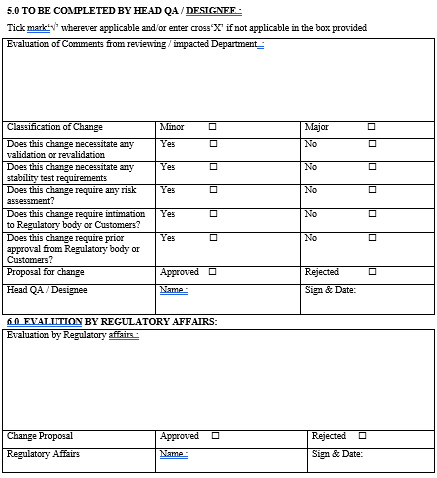 5.0 TO BE COMPLETED BY HEAD QA / DESIGNEE :
Tick mark‘√’ wherever applicable and/or enter cross‘X’ if not applicable in the box provided
Evaluation of Comments from reviewing / impacted Department :
Classification of Change Minor ☐ Major ☐
Does this change necessitate any
validation or revalidation Yes ☐ No ☐
Does this change necessitate any
stability test requirements Yes ☐ No ☐
Does this change require any risk
assessment? Yes ☐ No ☐
Does this change require intimation
to Regulatory body or Customers? Yes ☐ No ☐
Does this change require prior
approval from Regulatory body or
Customers? Yes ☐ No ☐
Proposal for change Approved ☐ Rejected ☐
Head QA / Designee Name : Sign & Date:
6.0 EVALUTION BY REGULATORY AFFAIRS:
Evaluation by Regulatory affairs :
Change Proposal Approved ☐ Rejected ☐
Regulatory Affairs Name : Sign & Date: